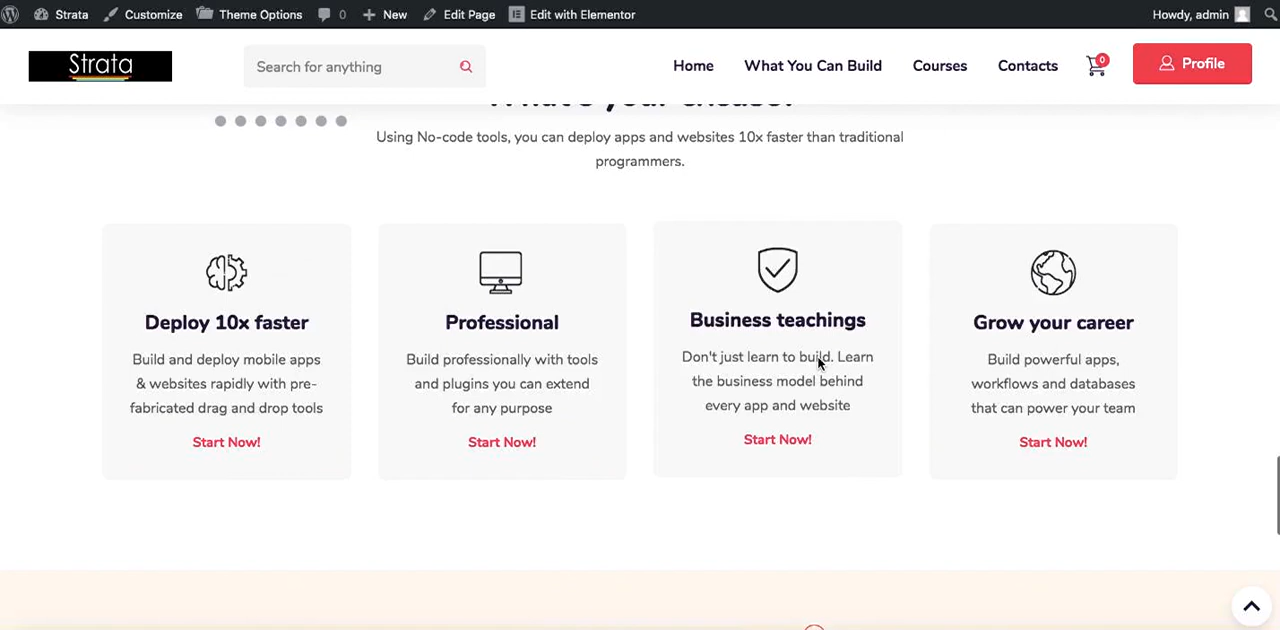 Strata
Customize
Theme Options
0
New
Edit Page
Edit with Elementor
Howdy, admin
Strata
Search for anything
Home
What You Can Build
Courses
Contacts
0
Profile
Using No-code tools, you can deploy apps and websites 10x faster than traditional
programmers.
Deploy 10x faster
Build and deploy mobile apps
& websites rapidly with pre-
fabricated drag and drop tools
Start Now!
Professional
Build professionally with tools
and plugins you can extend
for any purpose
Start Now!
Business teachings
Don't just learn to build. Learn
the business model behind
every app and website
Start Now!
Grow your career
Build powerful apps,
workflows and databases
that can power your team
Start Now!